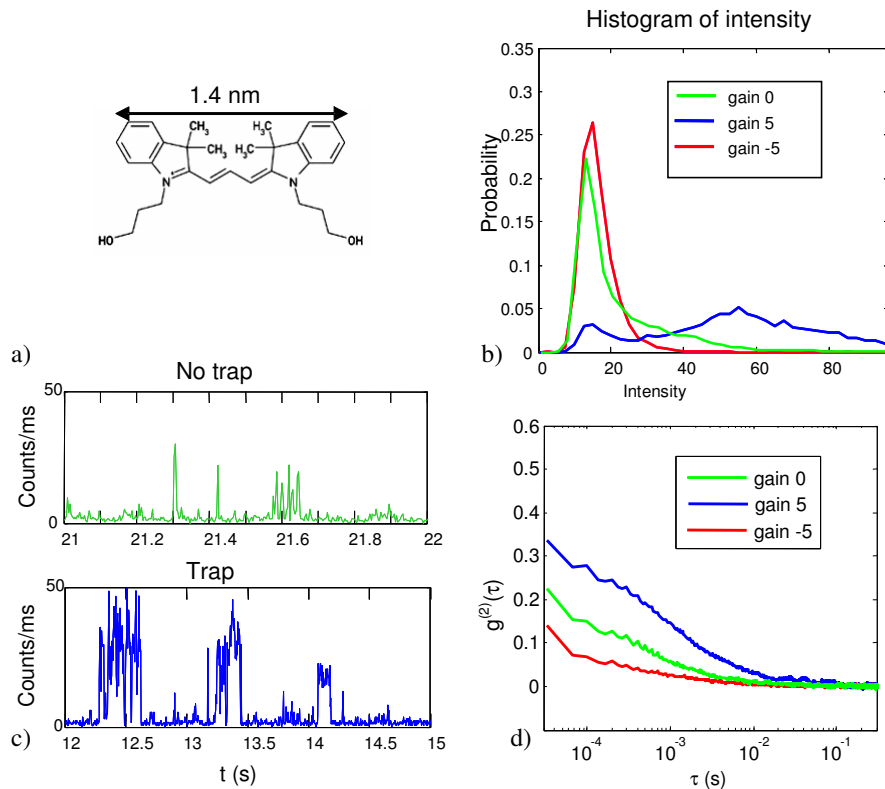 1.4 nm
CH₃ H₃C
CH₃ H₃C
N⁺ N
HO OH
a)
Histogram of intensity
0.35
0.3
0.25
0.2
0.15
0.1
0.05
0
Probability
gain 0
gain 5
gain -5
0 20 40 60 80
Intensity
b)
No trap
50
0
Counts/ms
21 21.2 21.4 21.6 21.8 22
Trap
50
0
Counts/ms
12 12.5 13 13.5 14 14.5 15
t (s)
c)
0.6
0.5
0.4
0.3
0.2
0.1
0
g⁽²⁾(τ)
gain 0
gain 5
gain -5
10⁻⁴ 10⁻³ 10⁻² 10⁻¹
τ (s)
d)